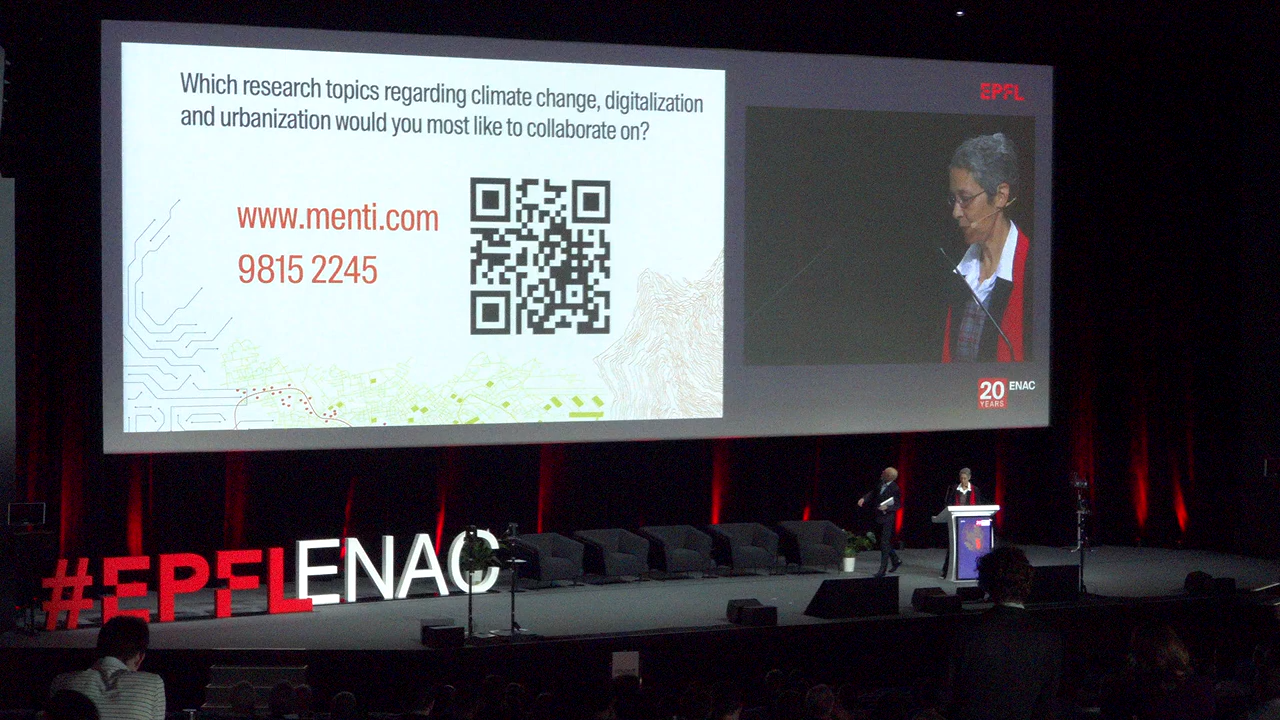 Which research topics regarding climate change, digitalization
and urbanization would you most like to collaborate on?
www.menti.com
9815 2245
EPFL
20
YEARS
ENAC
#EPFLENAC